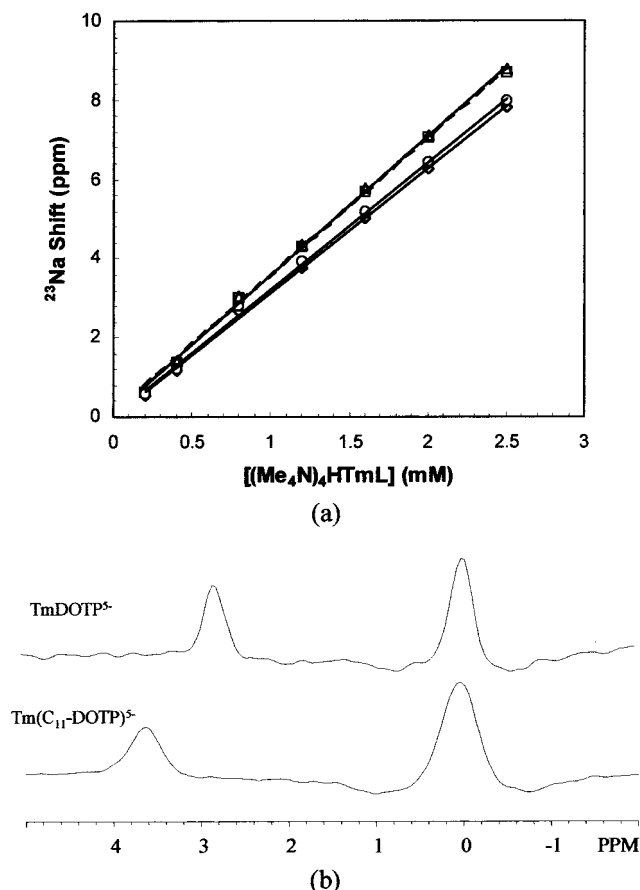 10
8
6
4
2
0
²³Na Shift (ppm)
0 0.5 1 1.5 2 2.5 3
[(Me₄N)₄HTmL] (mM)
(a)
TmDOTP⁵⁻
Tm(C₁₁-DOTP)⁵⁻
4 3 2 1 0 -1 PPM
(b)